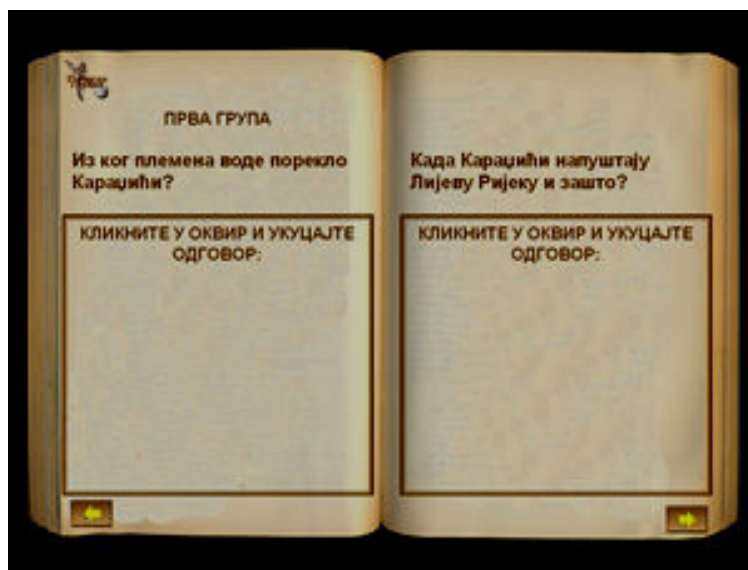 ПРВА ГРУПА
Из ког племена воде порекло
Караџићи?
КЛИКНИТЕ У ОКВИР И УКУЦАЈТЕ
ОДГОВОР:
Када Караџићи напуштају
Лијеву Ријеку и зашто?
КЛИКНИТЕ У ОКВИР И УКУЦАЈТЕ
ОДГОВОР: